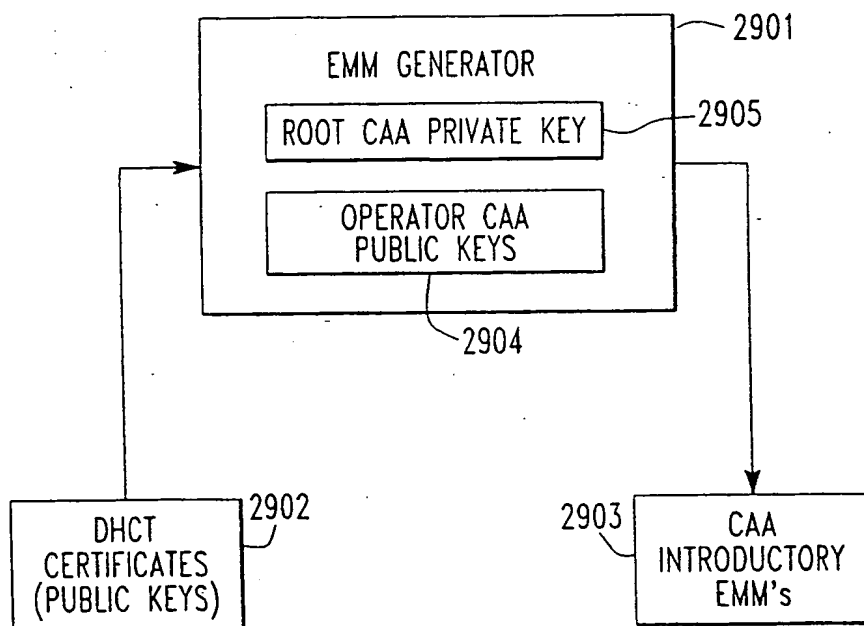 2901
EMM GENERATOR
ROOT CAA PRIVATE KEY
2905
OPERATOR CAA
PUBLIC KEYS
2904
DHCT
CERTIFICATES
(PUBLIC KEYS)
2902
2903
CAA
INTRODUCTORY
EMM's